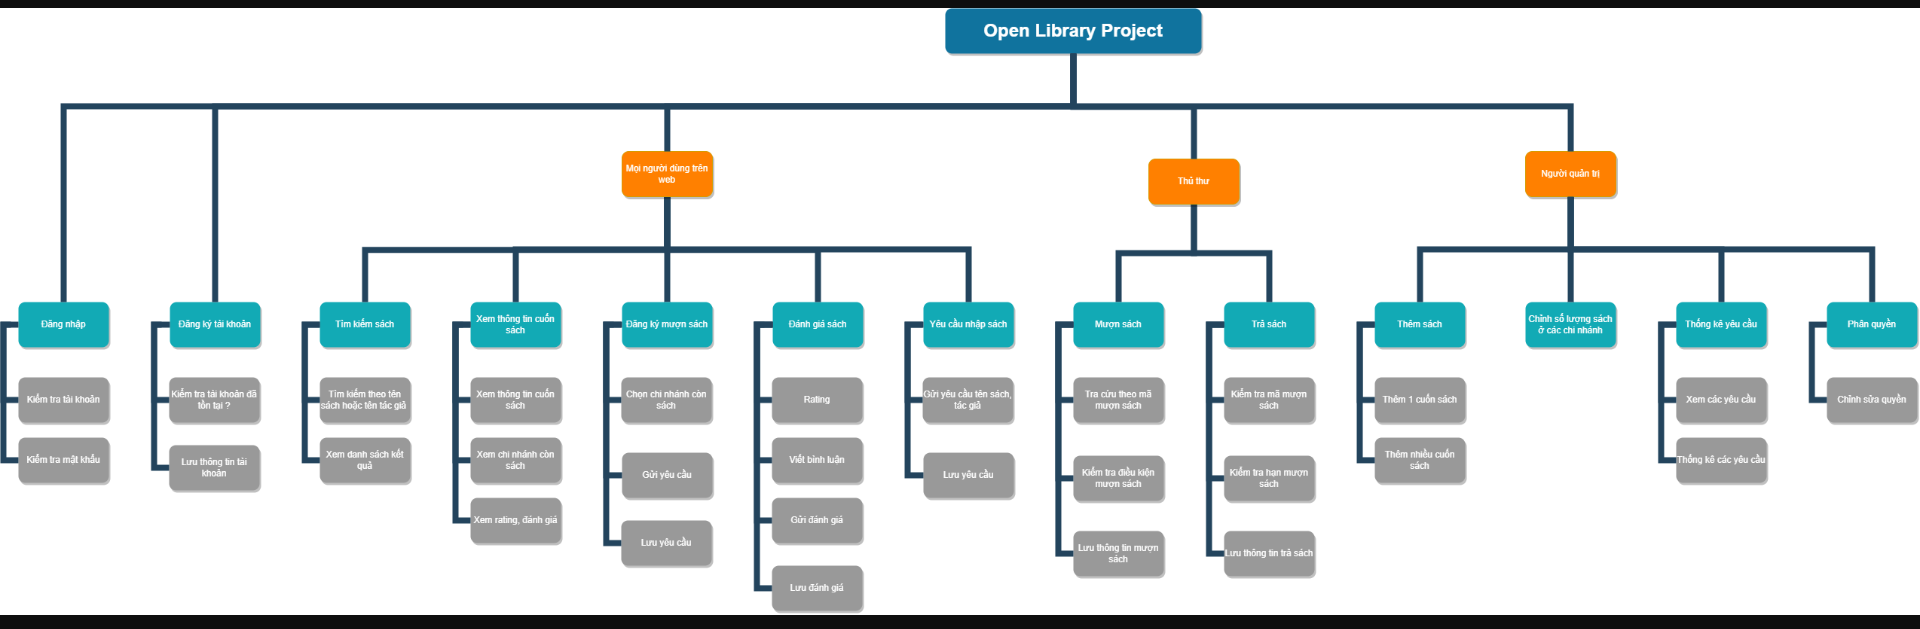 Open Library Project
Mọi người dùng trên
web
Thủ thư
Người quản trị
Đăng nhập
Đăng ký tài khoản
Tìm kiếm sách
Xem thông tin cuốn
sách
Đăng ký mượn sách
Đánh giá sách
Yêu cầu nhập sách
Mượn sách
Trả sách
Thêm sách
Chỉnh số lượng sách
ở các chi nhánh
Thống kê yêu cầu
Phân quyền
Kiểm tra tài khoản
Kiểm tra tài khoản đã
tồn tại ?
Tìm kiếm theo tên
sách hoặc tên tác giả
Xem thông tin cuốn
sách
Chọn chi nhánh còn
sách
Rating
Gửi yêu cầu tên sách,
tác giả
Tra cứu theo mã
mượn sách
Kiểm tra mã mượn
sách
Thêm 1 cuốn sách
Xem các yêu cầu
Chỉnh sửa quyền
Kiểm tra mật khẩu
Lưu thông tin tài
khoản
Xem danh sách kết
quả
Xem chi nhánh còn
sách
Gửi yêu cầu
Viết bình luận
Lưu yêu cầu
Kiểm tra điều kiện
mượn sách
Kiểm tra hạn mượn
sách
Thêm nhiều cuốn
sách
Thống kê các yêu cầu
Xem rating, đánh giá
Lưu yêu cầu
Gửi đánh giá
Lưu thông tin mượn
sách
Lưu thông tin trả sách
Lưu đánh giá